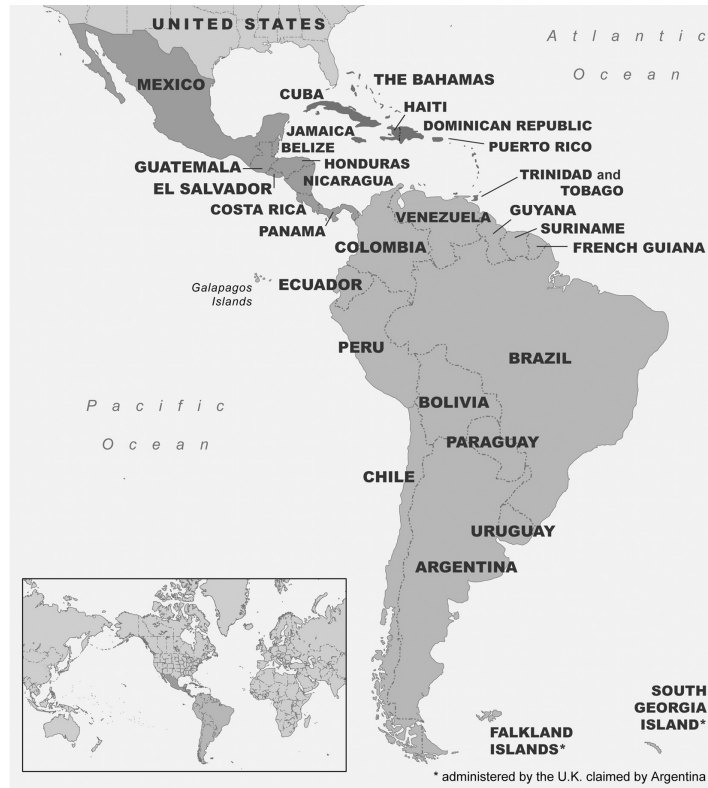 UNITED STATES
Atlantic
Ocean
MEXICO
THE BAHAMAS
CUBA
HAITI
DOMINICAN REPUBLIC
JAMAICA
BELIZE
PUERTO RICO
GUATEMALA
HONDURAS
TRINIDAD and
TOBAGO
EL SALVADOR
NICARAGUA
COSTA RICA
VENEZUELA
GUYANA
PANAMA
SURINAME
COLOMBIA
FRENCH GUIANA
Galapagos
Islands
ECUADOR
PERU
BRAZIL
Pacific
Ocean
BOLIVIA
PARAGUAY
CHILE
URUGUAY
ARGENTINA
SOUTH
GEORGIA
ISLAND*
FALKLAND
ISLANDS*
* administered by the U.K. claimed by Argentina